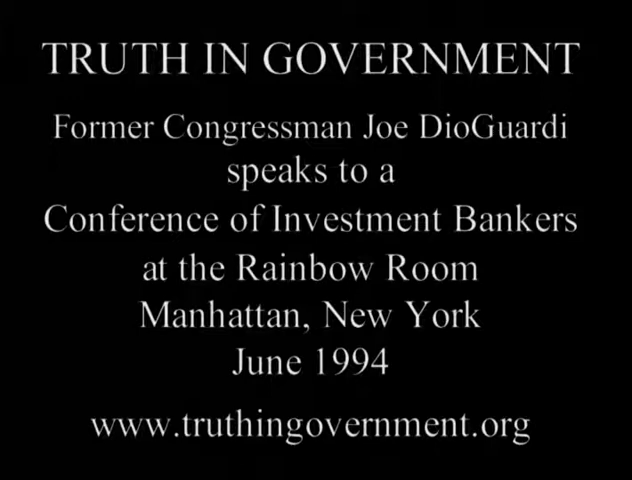 TRUTH IN GOVERNMENT
Former Congressman Joe DioGuardi
speaks to a
Conference of Investment Bankers
at the Rainbow Room
Manhattan, New York
June 1994
www.truthingovernment.org